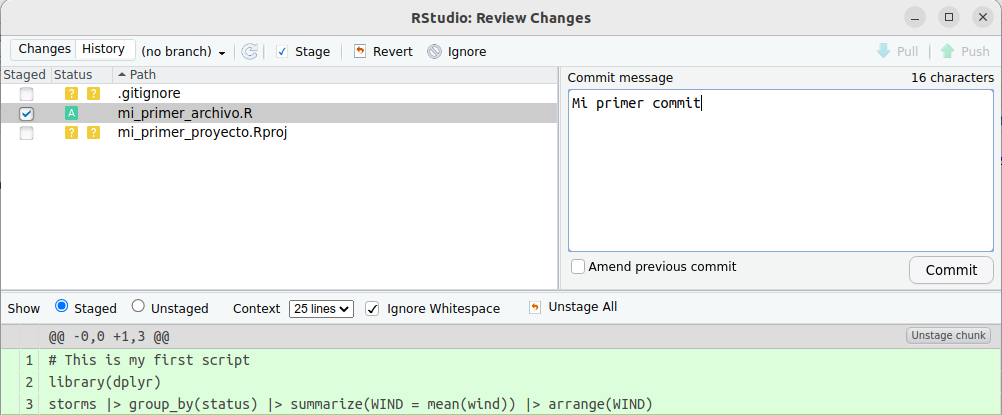 RStudio: Review Changes
Changes History (no branch) Stage Revert Ignore Pull Push
Staged Status Path
? ? .gitignore
A mi_primer_archivo.R
? ? mi_primer_proyecto.Rproj
Commit message 16 characters
Mi primer commit
Amend previous commit
Commit
Show Staged Unstaged Context 25 lines Ignore Whitespace Unstage All
@@ -0,0 +1,3 @@ Unstage chunk
1 # This is my first script
2 library(dplyr)
3 storms |> group_by(status) |> summarize(WIND = mean(wind)) |> arrange(WIND)